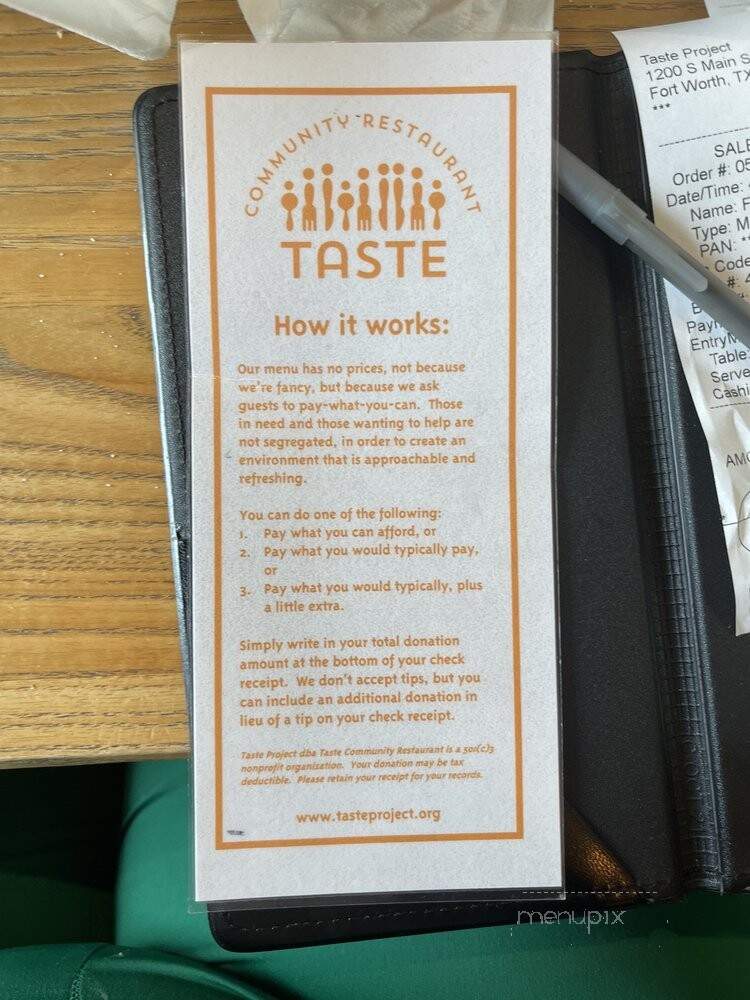 COMMUNITY RESTAURANT
TASTE
How it works:
Our menu has no prices, not because
we're fancy, but because we ask
guests to pay-what-you-can. Those
in need and those wanting to help are
not segregated, in order to create an
environment that is approachable and
refreshing.
You can do one of the following:
1. Pay what you can afford, or
2. Pay what you would typically pay,
or
3. Pay what you would typically, plus
a little extra.
Simply write in your total donation
amount at the bottom of your check
receipt. We don't accept tips, but you
can include an additional donation in
lieu of a tip on your check receipt.
Taste Project dba Taste Community Restaurant is a 501(c)3
nonprofit organization. Your donation may be tax
deductible. Please retain your receipt for your records.
www.tasteproject.org
Taste Project
1200 S Main S
Fort Worth, TX
***
SALE
Order #: 05
Date/Time:
Name: F
Type: M
PAN: *
Code
#: 4
Paym
EntryM
Table:
Serve
Cashi
AMo
menupix